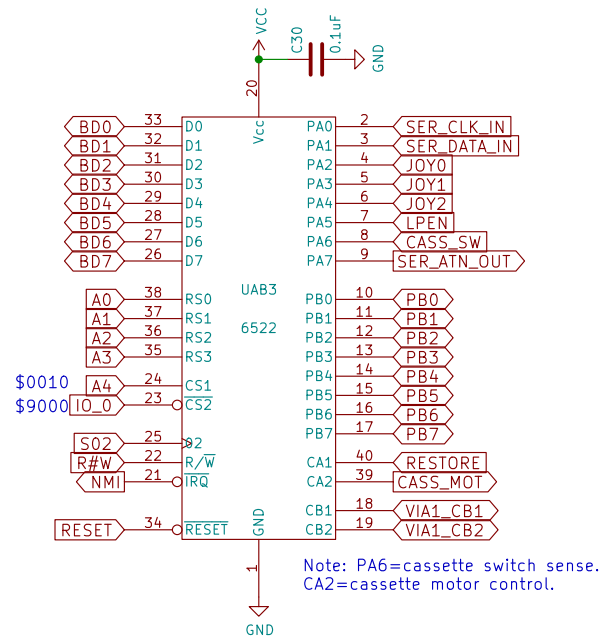 VCC
C30
0.1uF
GND
20
Vcc
BD0 33 D0 PA0 2 SER_CLK_IN
BD1 32 D1 PA1 3 SER_DATA_IN
BD2 31 D2 PA2 4 JOY0
BD3 30 D3 PA3 5 JOY1
BD4 29 D4 PA4 6 JOY2
BD5 28 D5 PA5 7 LPEN
BD6 27 D6 PA6 8 CASS_SW
BD7 26 D7 PA7 9 SER_ATN_OUT
UAB3
6522
A0 38 RS0 PB0 10 PB0
A1 37 RS1 PB1 11 PB1
A2 36 RS2 PB2 12 PB2
A3 35 RS3 PB3 13 PB3
PB4 14 PB4
$0010 A4 24 CS1 PB5 15 PB5
$9000 IO_0 23 CS2 PB6 16 PB6
PB7 17 PB7
S02 25 02
R#W 22 R/W CA1 40 RESTORE
NMI 21 IRQ CA2 39 CASS_MOT
CB1 18 VIA1_CB1
RESET 34 RESET CB2 19 VIA1_CB2
GND
1
GND
Note: PA6=cassette switch sense.
CA2=cassette motor control.